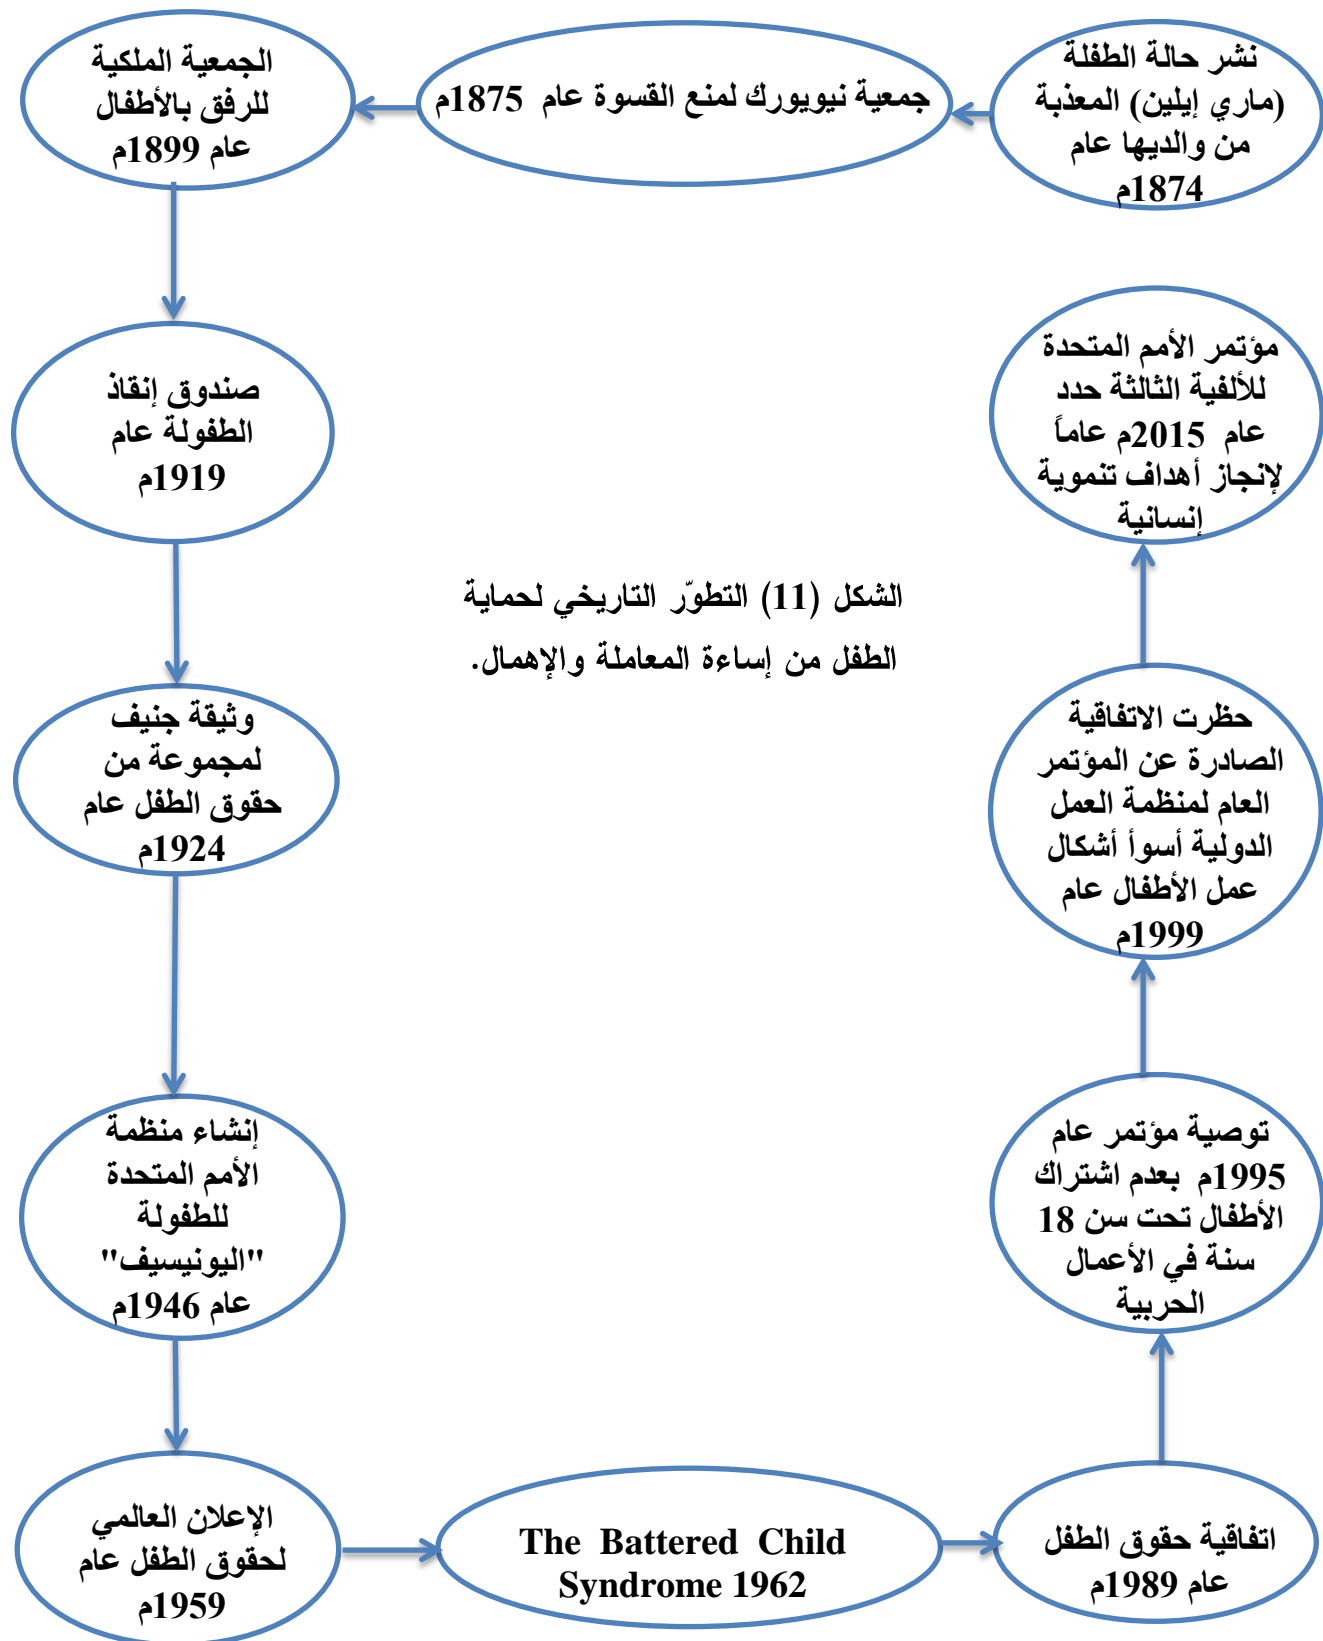 نشر حالة الطفلة
(ماري إيلين) المعذبة
من والديها عام
1874م
جمعية نيويورك لمنع القسوة عام 1875م
الجمعية الملكية
للرفق بالأطفال
عام 1899م
صندوق إنقاذ
الطفولة عام
1919م
وثيقة جنيف
لمجموعة من
حقوق الطفل عام
1924م
إنشاء منظمة
الأمم المتحدة
للطفولة
"اليونيسيف"
عام 1946م
الإعلان العالمي
لحقوق الطفل عام
1959م
The Battered Child
Syndrome 1962
اتفاقية حقوق الطفل
عام 1989م
توصية مؤتمر عام
1995م بعدم اشتراك
الأطفال تحت سن 18
سنة في الأعمال
الحربية
حظرت الاتفاقية
الصادرة عن المؤتمر
العام لمنظمة العمل
الدولية أسوأ أشكال
عمل الأطفال عام
1999م
مؤتمر الأمم المتحدة
للألفية الثالثة حدد
عام 2015م عاماً
لإنجاز أهداف تنموية
إنسانية
الشكل (11) التطوّر التاريخي لحماية
الطفل من إساءة المعاملة والإهمال.